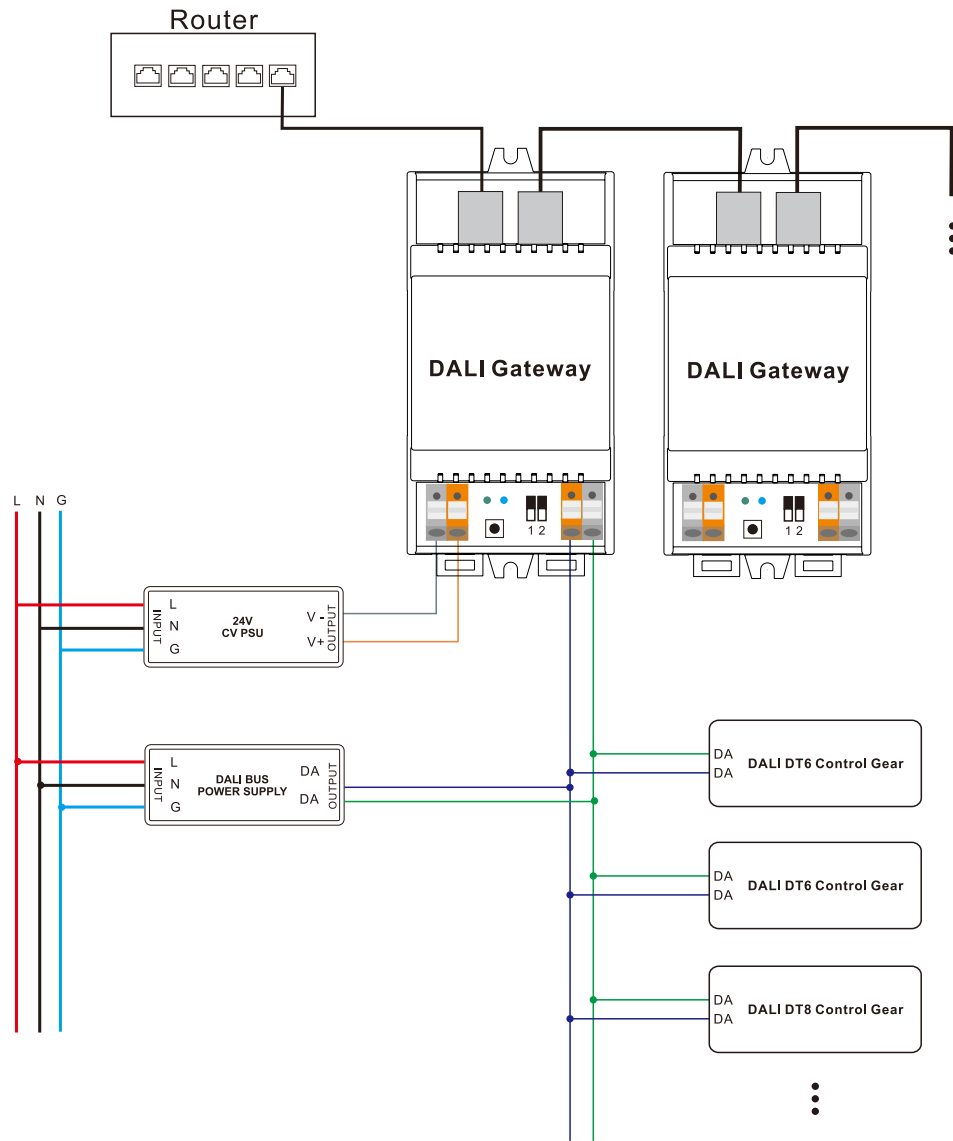 Router
DALI Gateway
DALI Gateway
1 2
1 2
L N G
INPUT
L
N
G
24V
CV PSU
V -
V+
OUTPUT
INPUT
L
N
G
DALI BUS
POWER SUPPLY
DA
DA
OUTPUT
DA
DA
DALI DT6 Control Gear
DA
DA
DALI DT6 Control Gear
DA
DA
DALI DT8 Control Gear